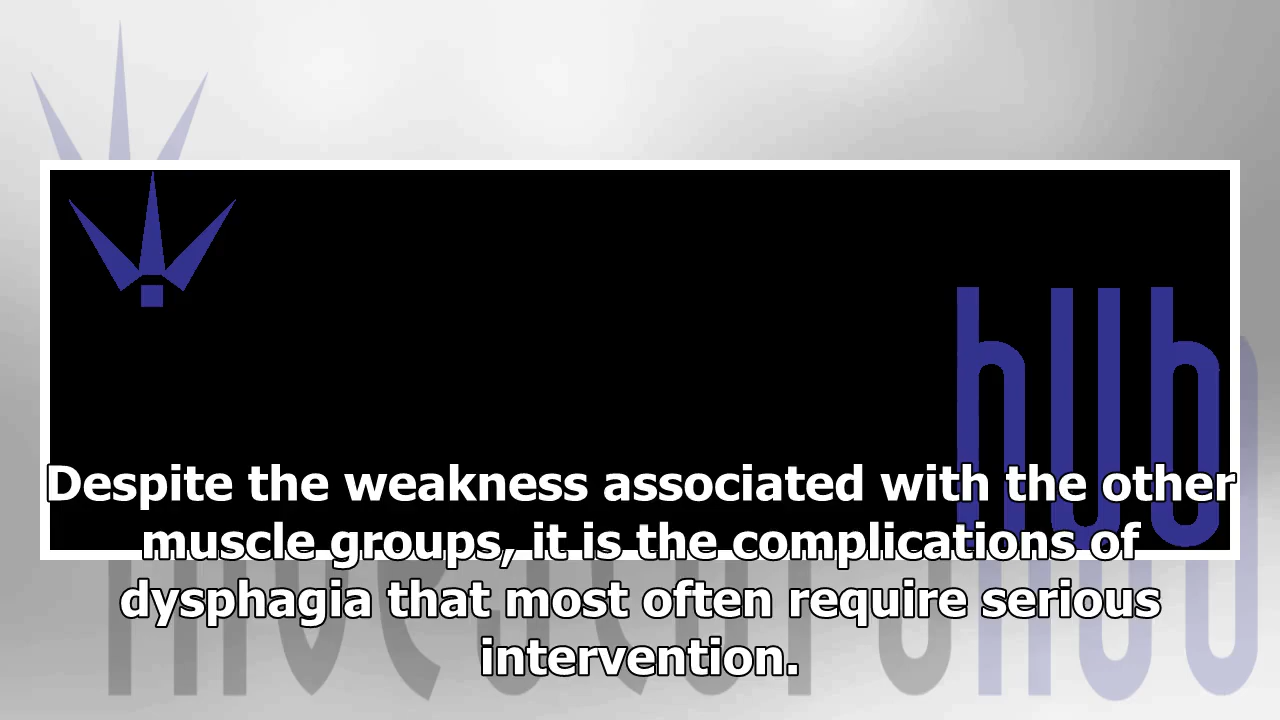 hub
Despite the weakness associated with the other
muscle groups, it is the complications of
dysphagia that most often require serious
intervention.